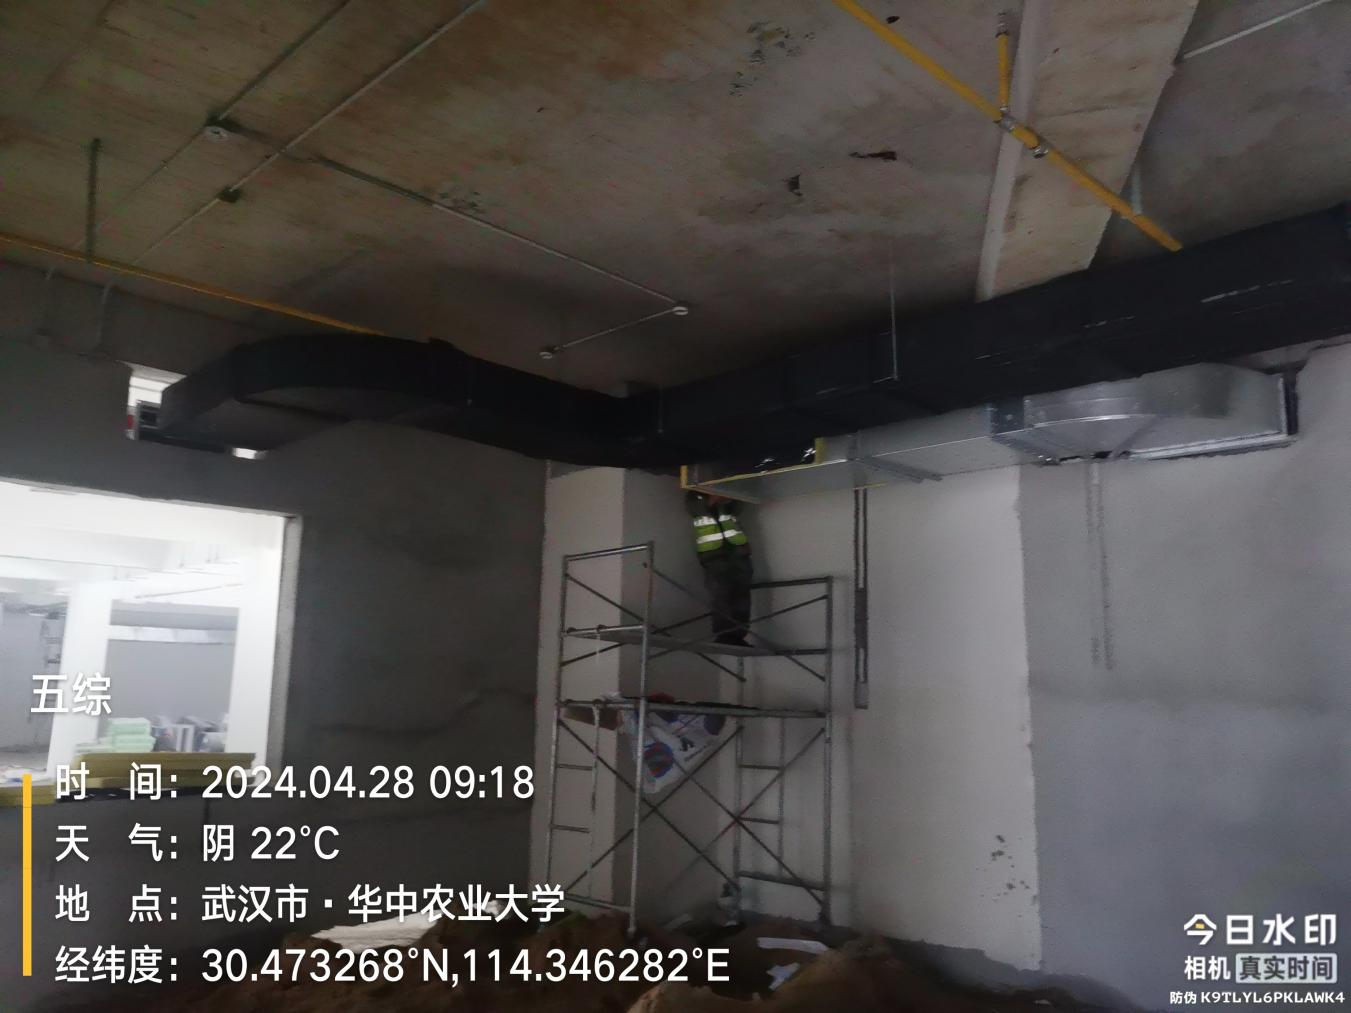 五综
时 间：2024.04.28 09:18
天 气：阴 22℃
地 点：武汉市·华中农业大学
经纬度：30.473268°N,114.346282°E
今日水印
相机 真实时间
防伪 K9TLYL6PKLAWK4